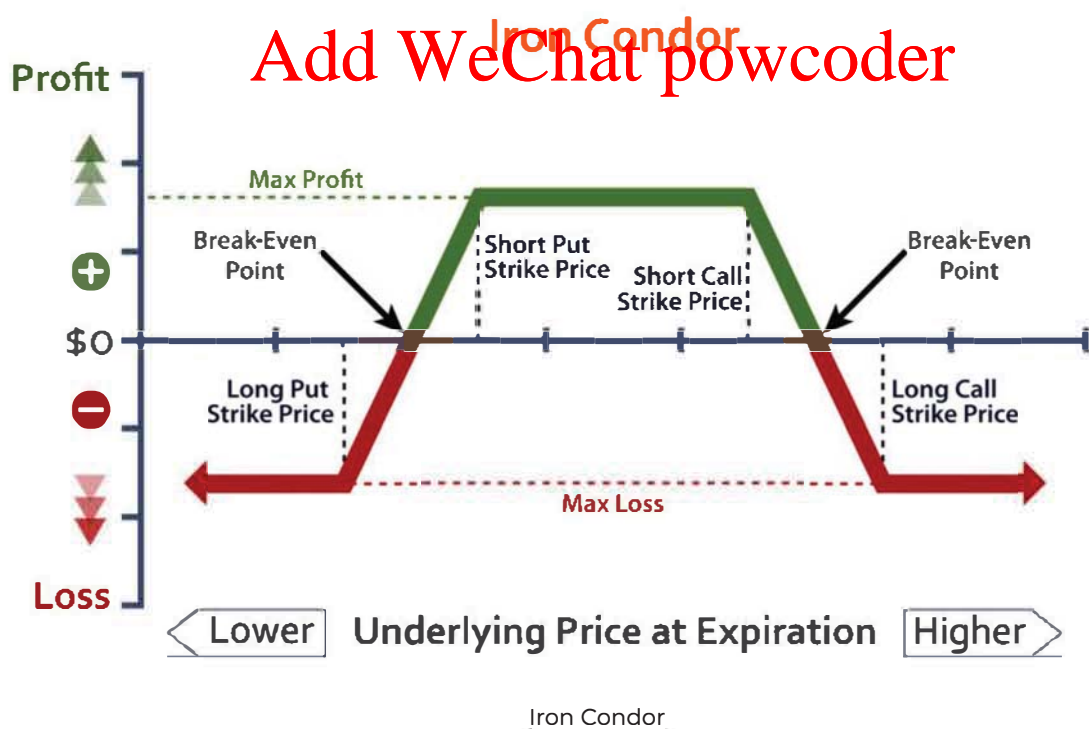 Iron Condor
Add WeChat powcoder
Profit
Max Profit
Break-Even
Point
Short Put
Strike Price
Short Call
Strike Price
Break-Even
Point
$0
Long Put
Strike Price
Long Call
Strike Price
Max Loss
Loss
Lower
Underlying Price at Expiration
Higher
Iron Condor